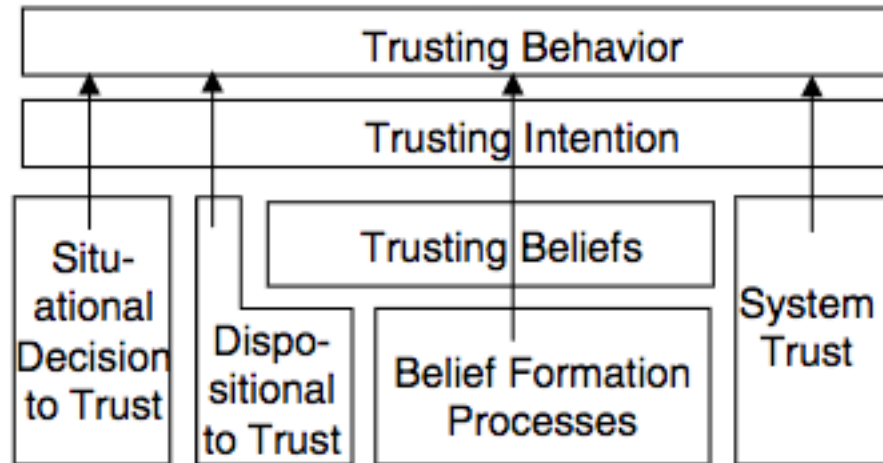 Trusting Behavior
Trusting Intention
Situ-
ational
Decision
to Trust
Dispo-
sitional
to Trust
Trusting Beliefs
Belief Formation
Processes
System
Trust